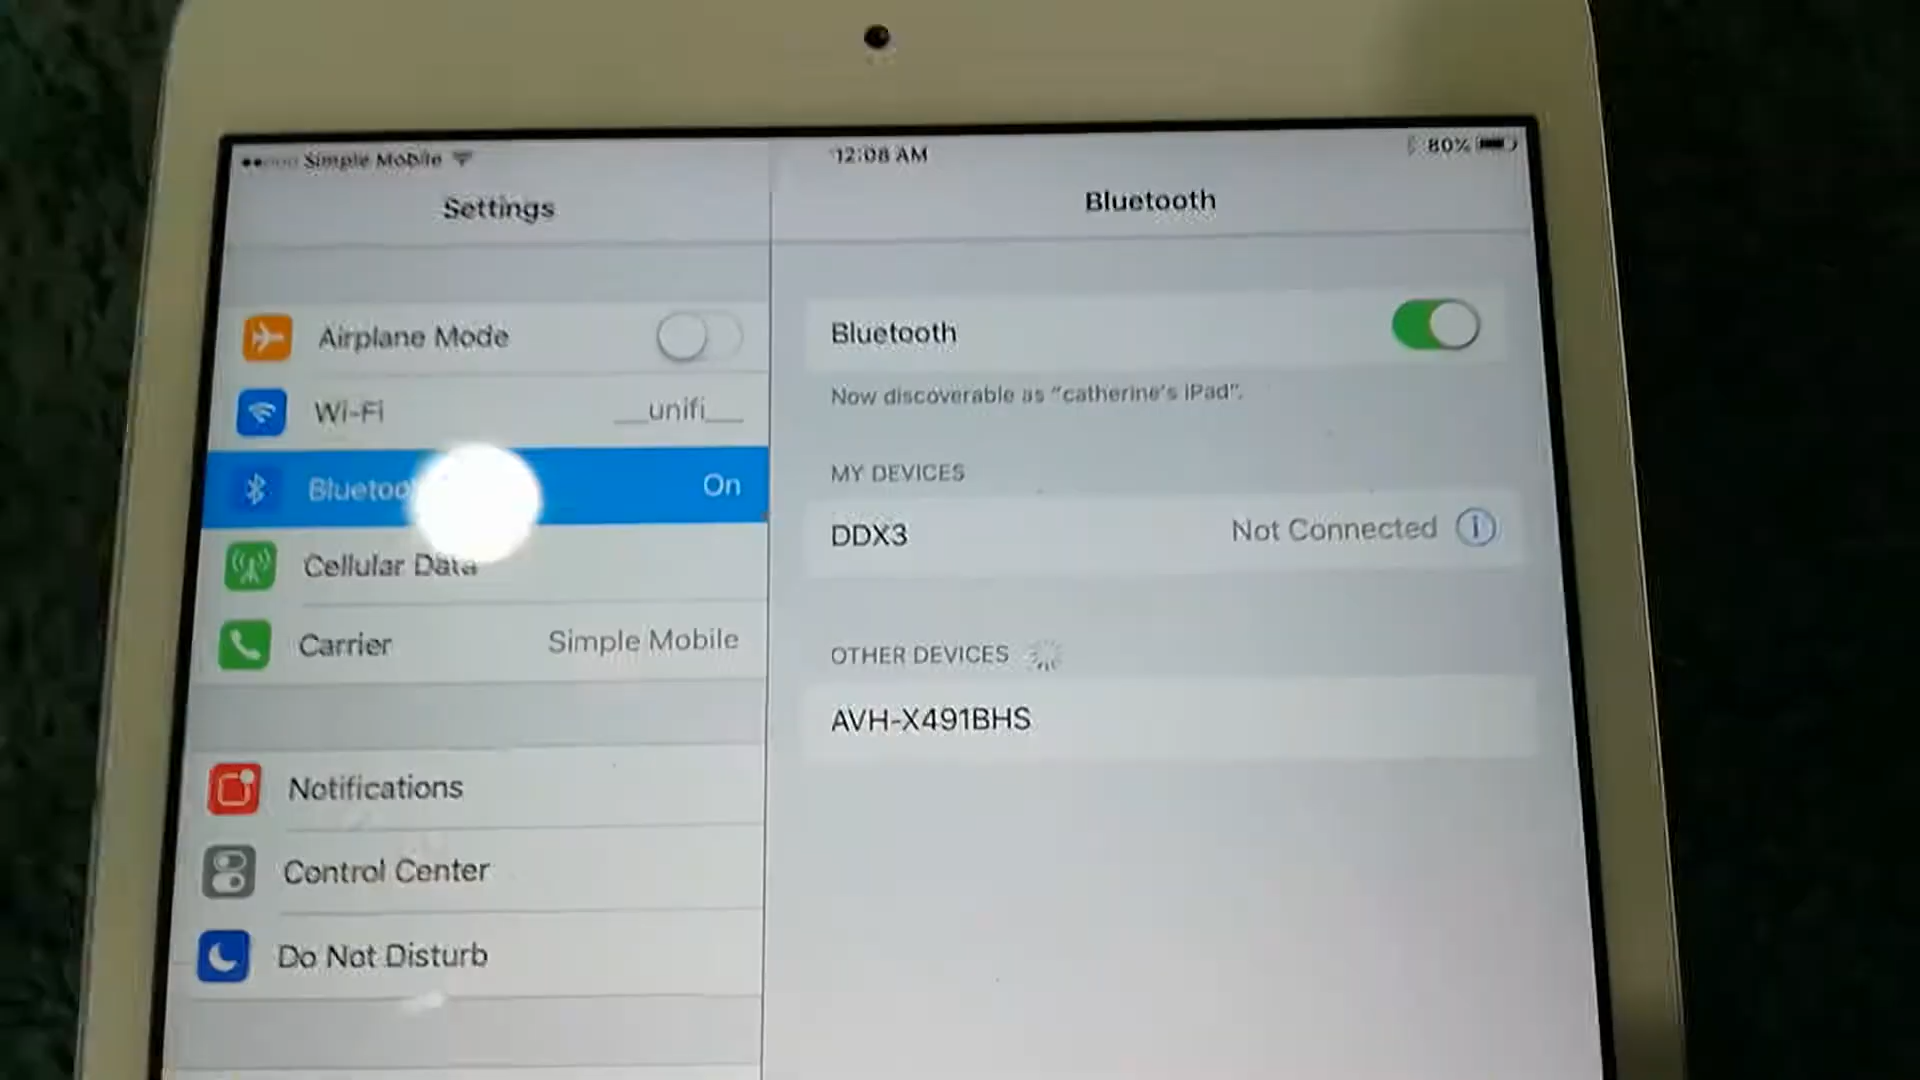 Simple Mobile
12:08 AM
80%
Settings
Bluetooth
Airplane Mode
Wi-Fi
__unifi__
Bluetoo
On
Cellular Data
Carrier
Simple Mobile
Notifications
Control Center
Do Not Disturb
Bluetooth
Now discoverable as "catherine's iPad".
MY DEVICES
DDX3
Not Connected
OTHER DEVICES
AVH-X491BHS